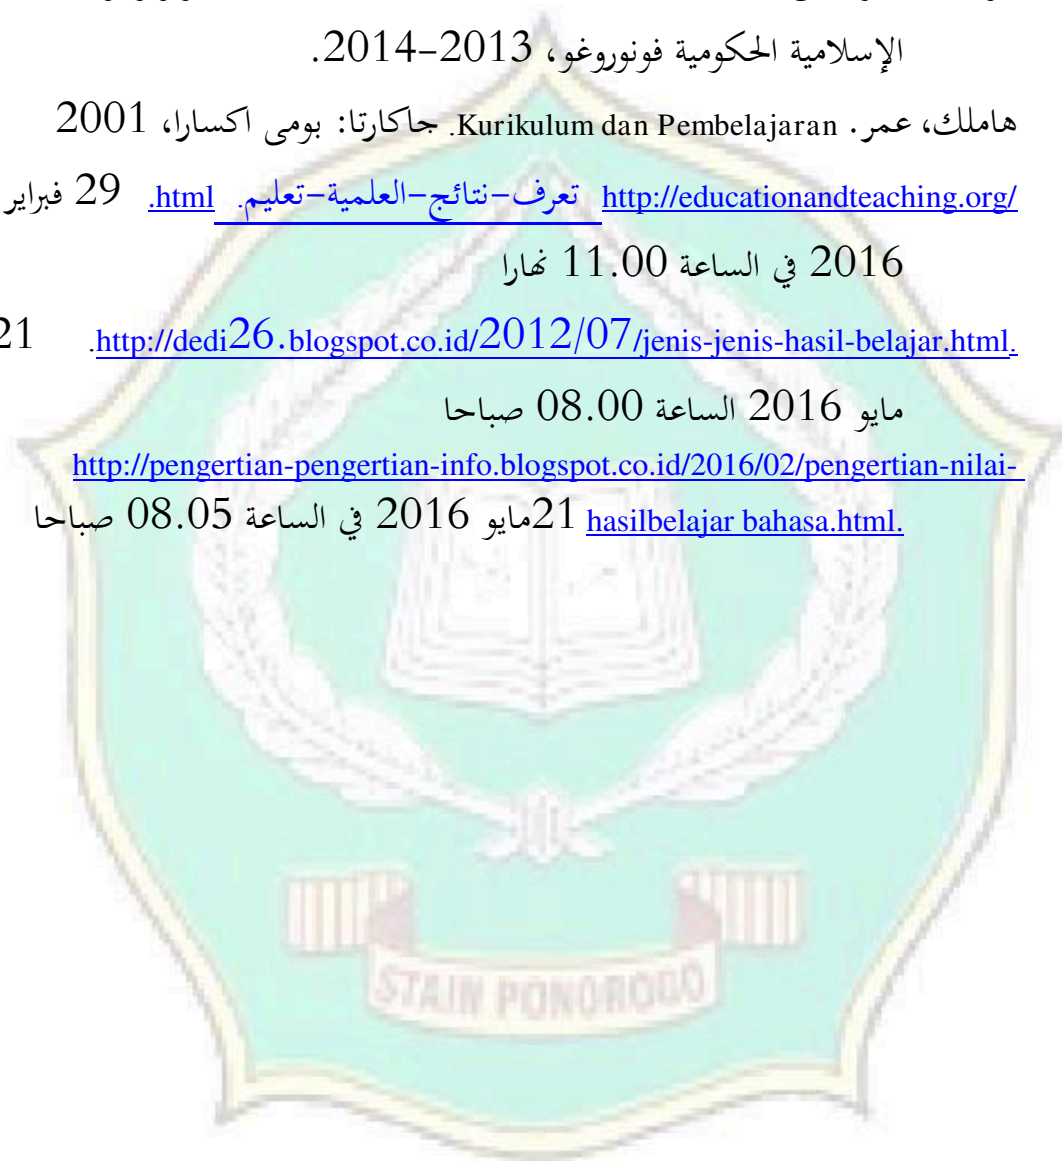 الإسلامية الحكومية فونوروغو، 2013-2014.
هاملك، عمر. Kurikulum dan Pembelajaran. جاكارتا: بومى اكسارا، 2001
http://educationandteaching.org/ تعرف-نتائج-العلمية-تعليم. html. 29 فبراير
2016 في الساعة 11.00 نهارا
http://dedi26.blogspot.co.id/2012/07/jenis-jenis-hasil-belajar.html. 21
مايو 2016 الساعة 08.00 صباحا
http://pengertian-pengertian-info.blogspot.co.id/2016/02/pengertian-nilai-
hasilbelajar bahasa.html. 21مايو 2016 في الساعة 08.05 صباحا
STAIN PONOROGO